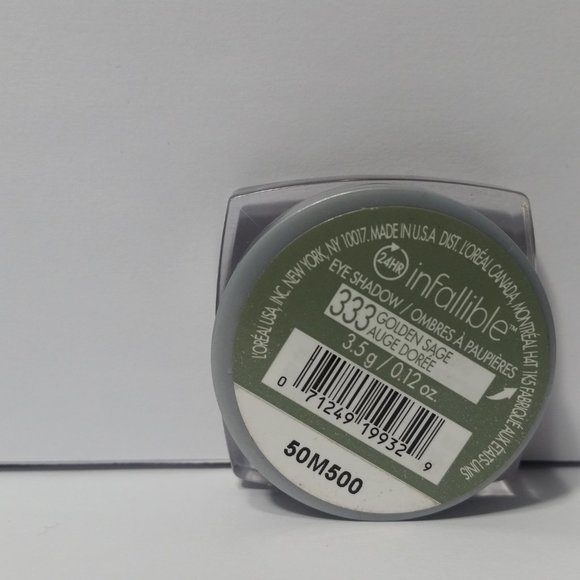 L'ORÉAL USA, INC. NEW YORK, NY 10017. MADE IN U.S.A. DIST. L'ORÉAL CANADA, MONTREAL H4T 1K5 FABRIQUÉ AUX ÉTATS-UNIS
24HR
infallible™
EYE SHADOW / OMBRES À PAUPIÈRES
333 GOLDEN SAGE
AUGE DORÉE
3.5 g / 0.12 oz.
0 71249 19932 9
50M500